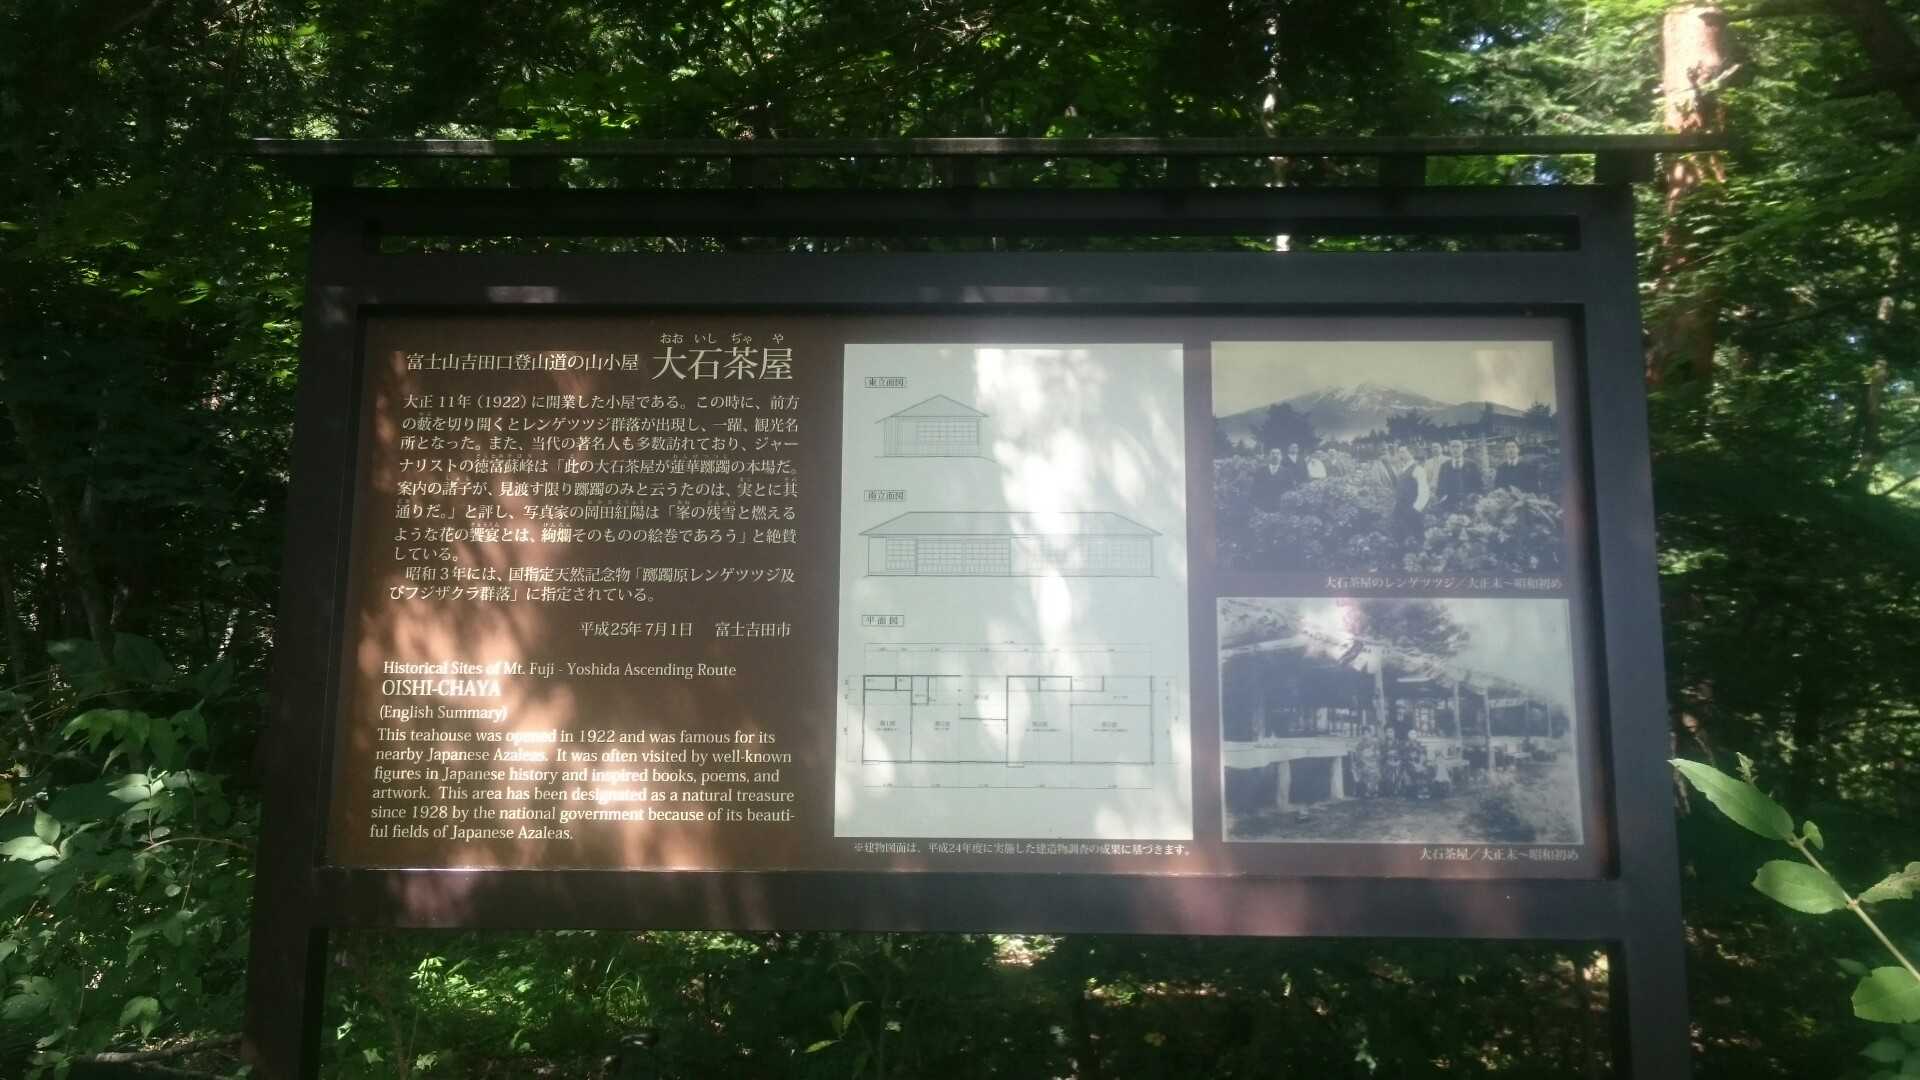 おおいしぢゃや
富士山吉田口登山道の山小屋 大石茶屋
大正11年（1922）に開業した小屋である。この時に、前方
の藪を切り開くとレンゲツツジ群落が出現し、一躍、観光名
所となった。また、当代の著名人も多数訪れており、ジャー
ナリストの徳富蘇峰は「此の大石茶屋が蓮華躑躅の本場だ。
案内の諸子が、見渡す限り躑躅のみと云うたのは、実とに其
通りだ。」と評し、写真家の岡田紅陽は「峯の残雪と燃える
ような花の饗宴とは、絢爛そのものの絵巻であろう」と絶賛
している。
昭和3年には、国指定天然記念物「躑躅原レンゲツツジ及
びフジザクラ群落」に指定されている。
平成25年7月1日 富士吉田市
Historical Sites of Mt. Fuji - Yoshida Ascending Route
OISHI-CHAYA
(English Summary)
This teahouse was opened in 1922 and was famous for its
nearby Japanese Azaleas. It was often visited by well-known
figures in Japanese history and inspired books, poems, and
artwork. This area has been designated as a natural treasure
since 1928 by the national government because of its beauti-
ful fields of Japanese Azaleas.
東立面図
南立面図
平面図
※建物図面は、平成24年度に実施した建造物調査の成果に基づきます。
大石茶屋のレンゲツツジ／大正末～昭和初め
大石茶屋／大正末～昭和初め